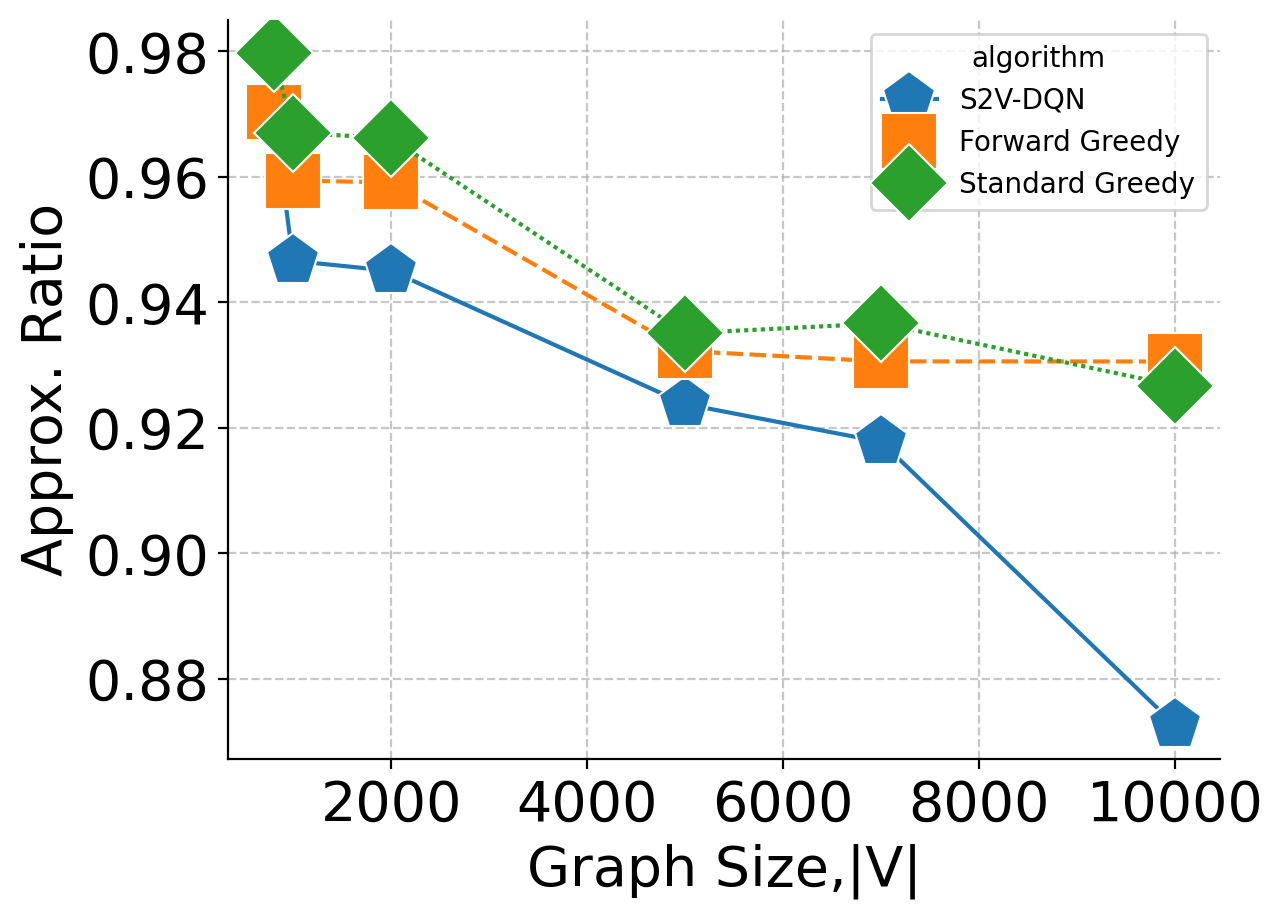 0.98
0.96
0.94
0.92
0.90
0.88
Approx. Ratio
algorithm
S2V-DQN
Forward Greedy
Standard Greedy
2000 4000 6000 8000 10000
Graph Size,|V|